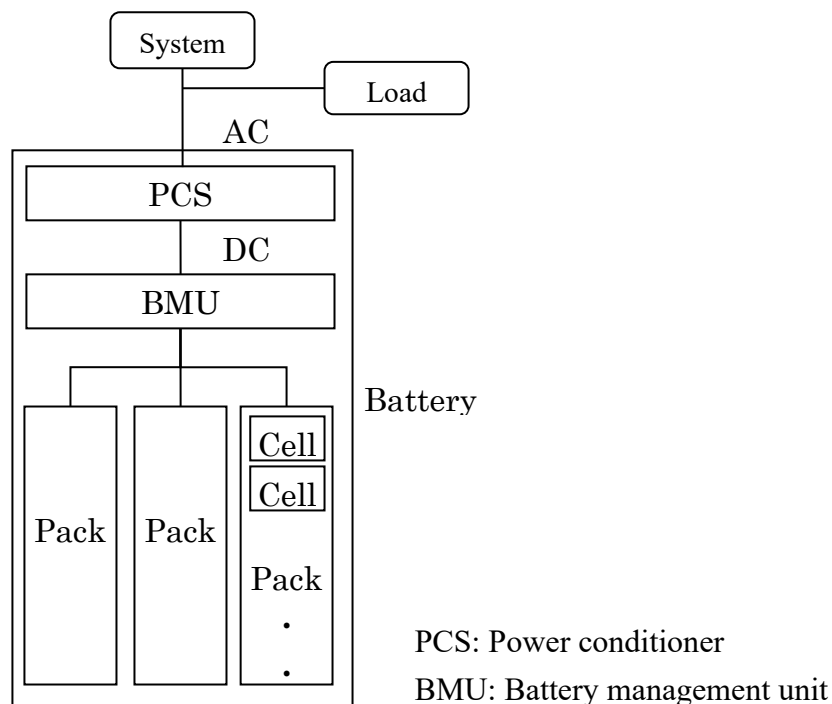 System
Load
AC
PCS
DC
BMU
Battery
Cell
Cell
Pack
Pack
Pack
・
・
PCS: Power conditioner
BMU: Battery management unit